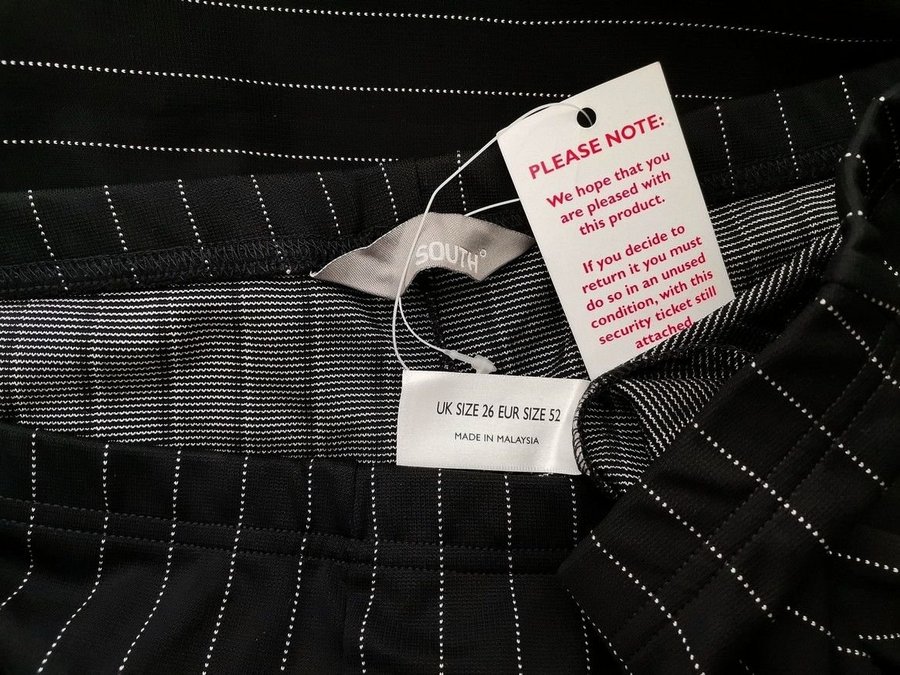 PLEASE NOTE:
We hope that you
are pleased with
this product.
If you decide to
return it you must
do so in an unused
condition, with this
security ticket still
attached
SOUTH°
UK SIZE 26 EUR SIZE 52
MADE IN MALAYSIA